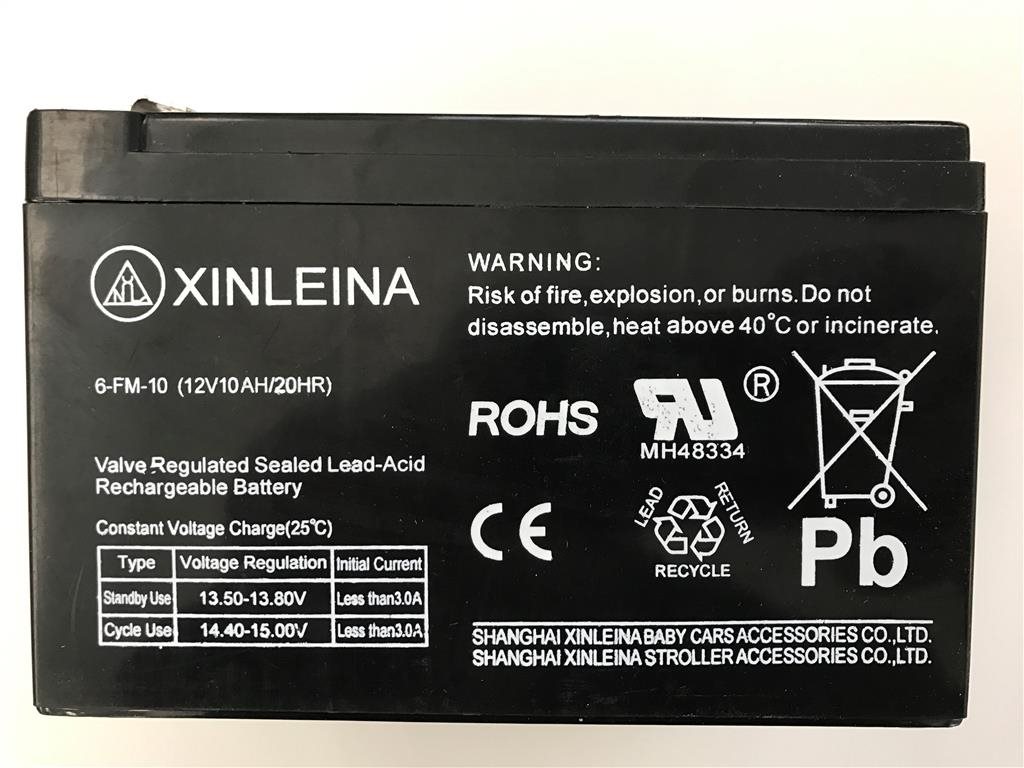 XINLEINA
6-FM-10 (12V10AH/20HR)
Valve Regulated Sealed Lead-Acid
Rechargeable Battery
Constant Voltage Charge(25°C)
Type Voltage Regulation Initial Current
Standby Use 13.50-13.80V Less than3.0A
Cycle Use 14.40-15.00V Less than3.0A
WARNING:
Risk of fire,explosion,or burns.Do not
disassemble,heat above 40°C or incinerate.
ROHS
RU ®
MH48334
CE
LEAD
RETURN
RECYCLE
Pb
SHANGHAI XINLEINA BABY CARS ACCESSORIES CO.,LTD.
SHANGHAI XINLEINA STROLLER ACCESSORIES CO.,LTD.